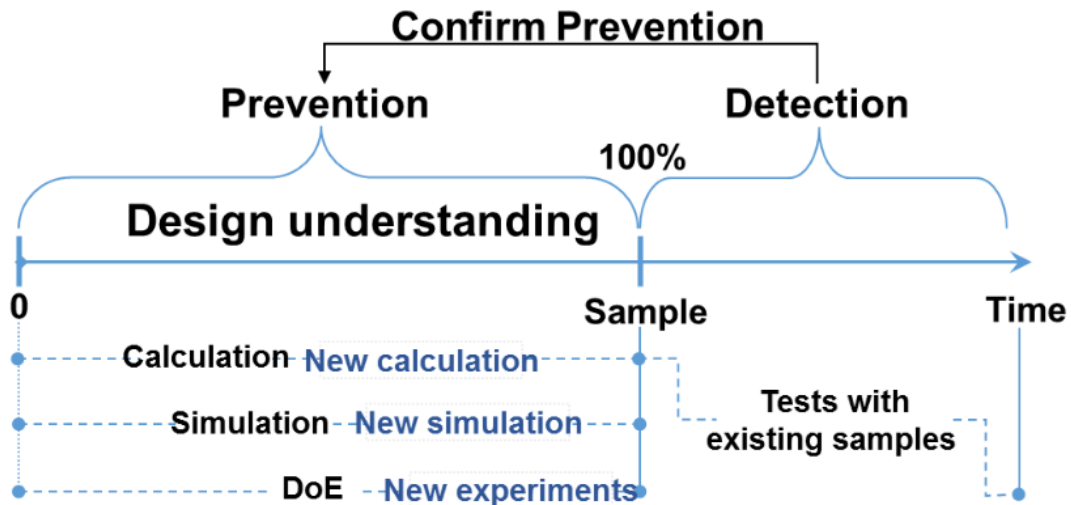 Confirm Prevention
Prevention
Detection
100%
Design understanding
0
Sample
Time
Calculation New calculation
Simulation New simulation
Tests with
existing samples
DoE New experiments